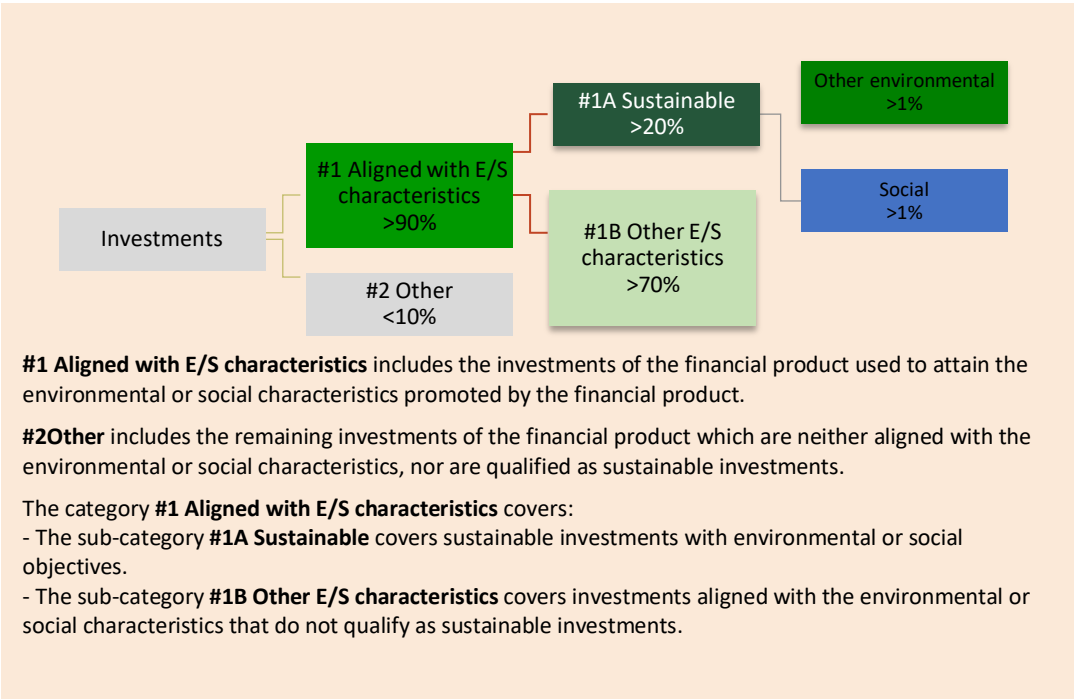 Investments
#1 Aligned with E/S
characteristics
>90%
#2 Other
<10%
#1A Sustainable
>20%
#1B Other E/S
characteristics
>70%
Other environmental
>1%
Social
>1%
#1 Aligned with E/S characteristics includes the investments of the financial product used to attain the
environmental or social characteristics promoted by the financial product.
#2Other includes the remaining investments of the financial product which are neither aligned with the
environmental or social characteristics, nor are qualified as sustainable investments.
The category #1 Aligned with E/S characteristics covers:
- The sub-category #1A Sustainable covers sustainable investments with environmental or social
objectives.
- The sub-category #1B Other E/S characteristics covers investments aligned with the environmental or
social characteristics that do not qualify as sustainable investments.